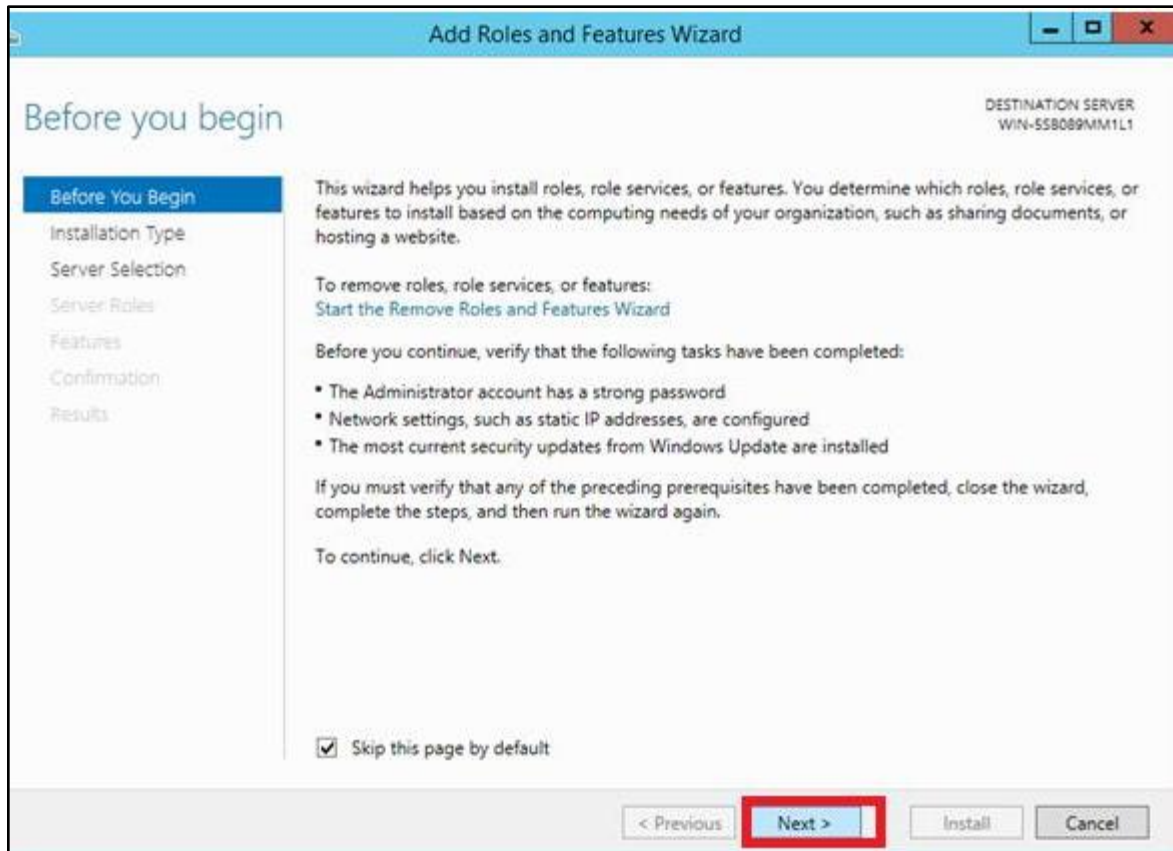 Add Roles and Features Wizard
Before you begin
DESTINATION SERVER
WIN-5SB089MM1L1
Before You Begin
Installation Type
Server Selection
Server Roles
Features
Confirmation
Results
This wizard helps you install roles, role services, or features. You determine which roles, role services, or
features to install based on the computing needs of your organization, such as sharing documents, or
hosting a website.
To remove roles, role services, or features:
Start the Remove Roles and Features Wizard
Before you continue, verify that the following tasks have been completed:
• The Administrator account has a strong password
• Network settings, such as static IP addresses, are configured
• The most current security updates from Windows Update are installed
If you must verify that any of the preceding prerequisites have been completed, close the wizard,
complete the steps, and then run the wizard again.
To continue, click Next.
Skip this page by default
< Previous
Next >
Install
Cancel